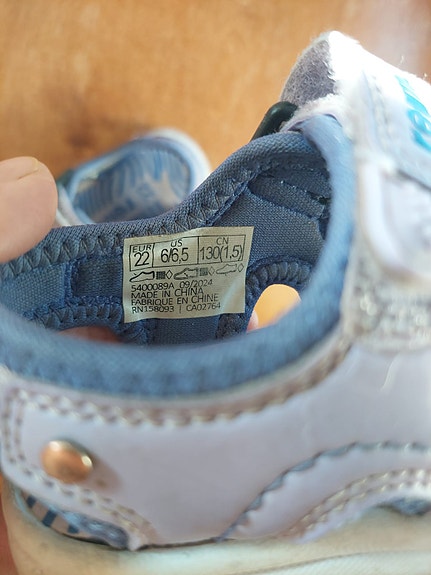 EUR US CN
22 6/6,5 130(1,5)
5400089A 09/2024
MADE IN CHINA
FABRIQUE EN CHINE
RN158093 | CA02764